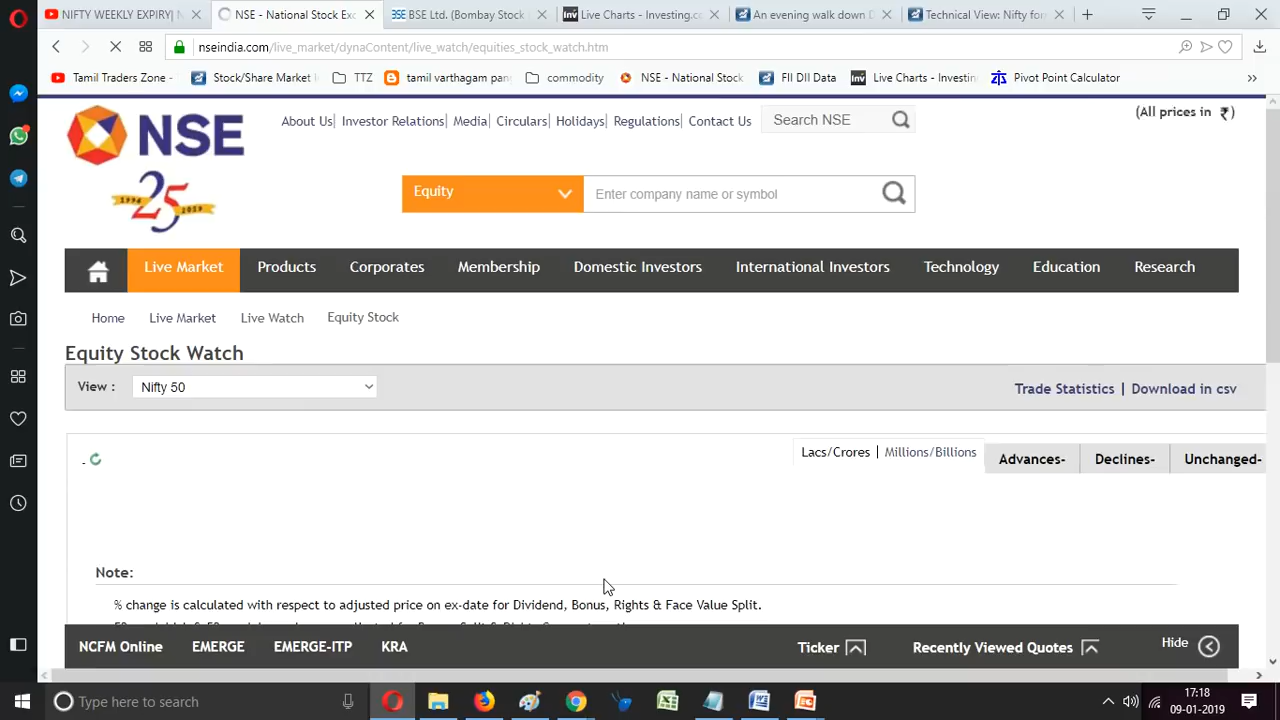 NIFTY WEEKLY EXPIRY|
NSE - National Stock Exc
BSE Ltd. (Bombay Stock
Live Charts - Investing.c
An evening walk down D
Technical View: Nifty for
nseindia.com/live_market/dynaContent/live_watch/equities_stock_watch.htm
Tamil Traders Zone -
Stock/Share Market I
TTZ
tamil varthagam pan
commodity
NSE - National Stock
FII DII Data
Live Charts - Investin
Pivot Point Calculator
NSE
1994 25 2019
About Us| Investor Relations| Media| Circulars| Holidays| Regulations| Contact Us
Search NSE
(All prices in ₹)
Equity
Enter company name or symbol
Live Market Products Corporates Membership Domestic Investors International Investors Technology Education Research
Home Live Market Live Watch Equity Stock
Equity Stock Watch
View : Nifty 50
Trade Statistics | Download in csv
-
Lacs/Crores | Millions/Billions
Advances- Declines- Unchanged-
Note:
% change is calculated with respect to adjusted price on ex-date for Dividend, Bonus, Rights & Face Value Split.
NCFM Online EMERGE EMERGE-ITP KRA
Ticker Recently Viewed Quotes Hide
Type here to search
17:18
09-01-2019